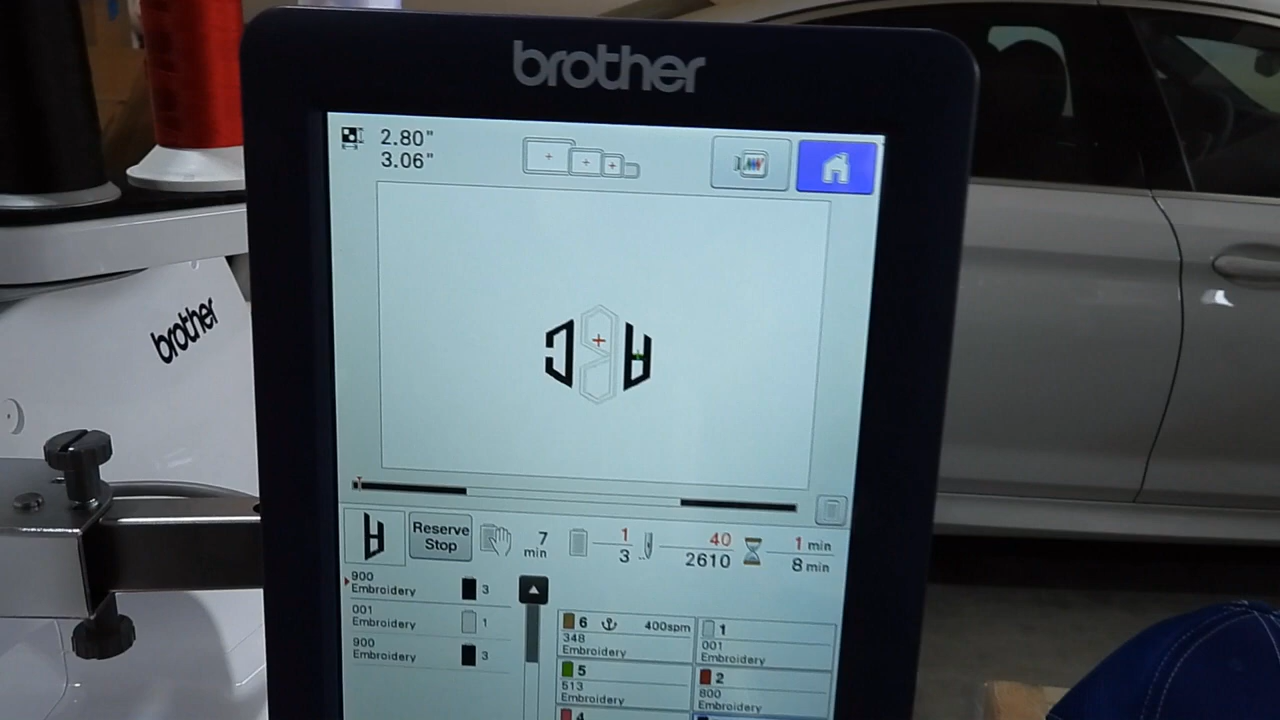 brother
2.80"
3.06"
brother
Reserve
Stop
7
min
1
3
40
2610
1 min
8 min
900
Embroidery
3
001
Embroidery
1
900
Embroidery
3
6
400spm
348
Embroidery
1
001
Embroidery
5
513
Embroidery
2
800
Embroidery
4